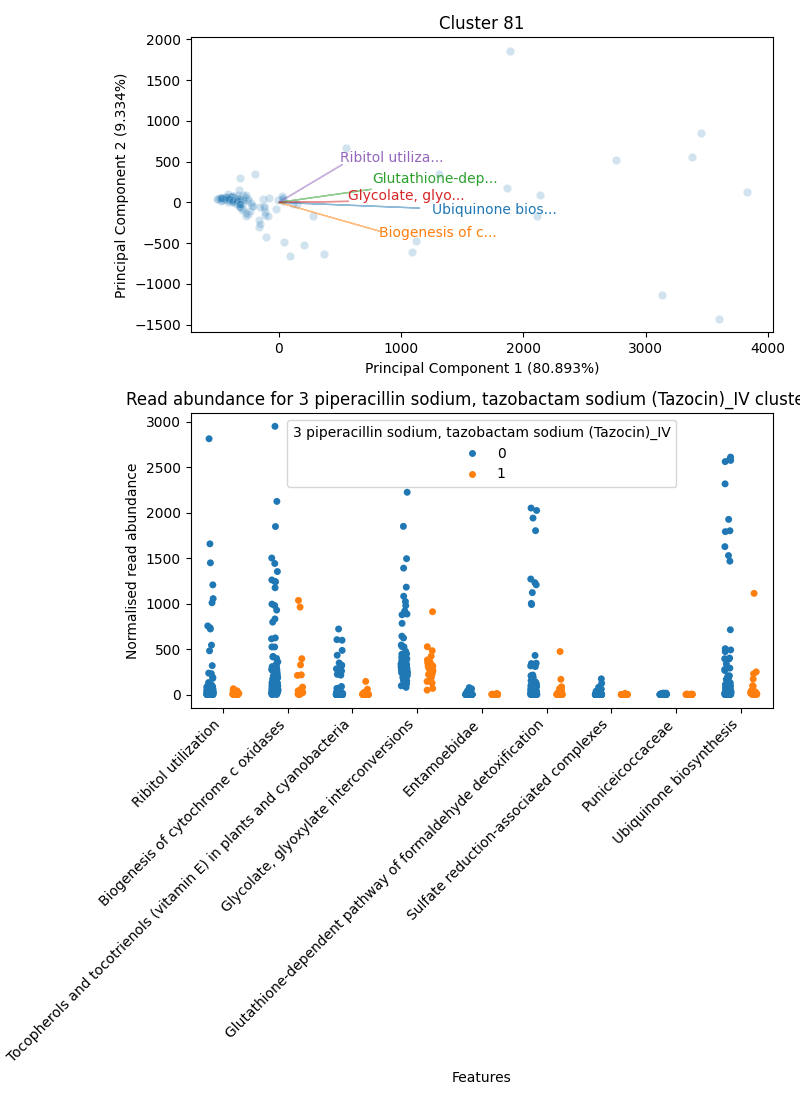 Cluster 81
2000
1500
1000
500
0
−500
−1000
−1500
Principal Component 2 (9.334%)
Ribitol utiliza...
Glutathione-dep...
Glycolate, glyo...
Ubiquinone bios...
Biogenesis of c...
0
1000
2000
3000
4000
Principal Component 1 (80.893%)
Read abundance for 3 piperacillin sodium, tazobactam sodium (Tazocin)_IV cluste
3000
2500
2000
1500
1000
500
0
Normalised read abundance
3 piperacillin sodium, tazobactam sodium (Tazocin)_IV
0
1
Ribitol utilization
Biogenesis of cytochrome c oxidases
Tocopherols and tocotrienols (vitamin E) in plants and cyanobacteria
Glycolate, glyoxylate interconversions
Entamoebidae
Glutathione-dependent pathway of formaldehyde detoxification
Sulfate reduction-associated complexes
Puniceicoccaceae
Ubiquinone biosynthesis
Features